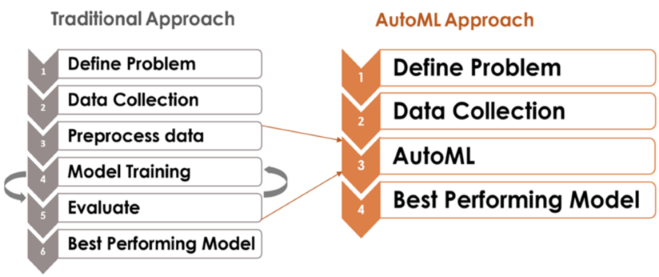 Traditional Approach
1 Define Problem
2 Data Collection
3 Preprocess data
4 Model Training
5 Evaluate
6 Best Performing Model
AutoML Approach
1 Define Problem
2 Data Collection
3 AutoML
4 Best Performing Model